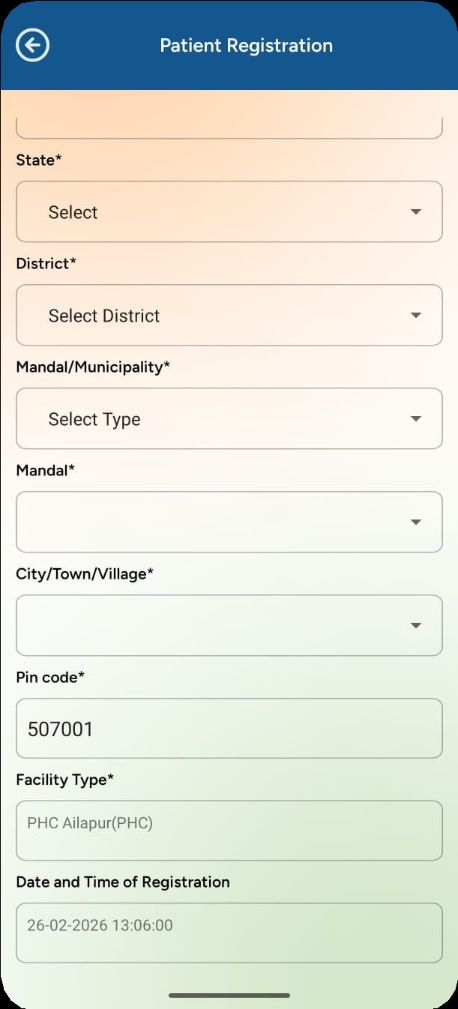 Patient Registration
State*
Select
District*
Select District
Mandal/Municipality*
Select Type
Mandal*
City/Town/Village*
Pin code*
507001
Facility Type*
PHC Ailapur(PHC)
Date and Time of Registration
26-02-2026 13:06:00